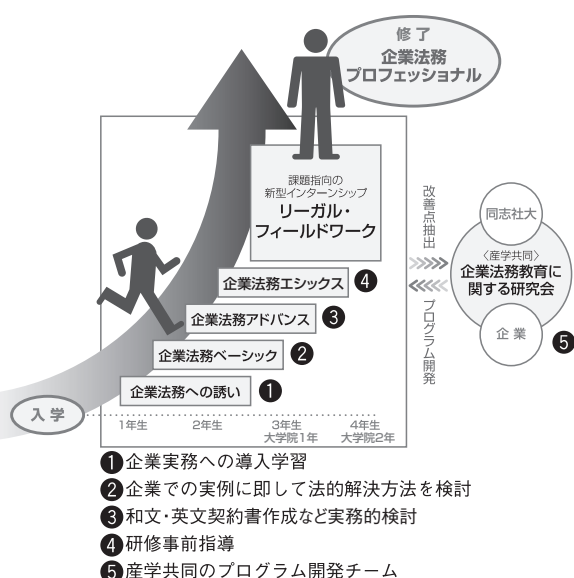 修了
企業法務
プロフェッショナル
課題指向の
新型インターンシップ
リーガル・
フィールドワーク
企業法務エシックス
4
企業法務アドバンス
3
企業法務ベーシック
2
企業法務への誘い
1
入学
1年生
2年生
3年生
大学院1年
4年生
大学院2年
改善点抽出
プログラム開発
同志社大
〈産学共同〉
企業法務教育に
関する研究会
企業
5
1 企業実務への導入学習
2 企業での実例に即して法的解決方法を検討
3 和文・英文契約書作成など実務的検討
4 研修事前指導
5 産学共同のプログラム開発チーム